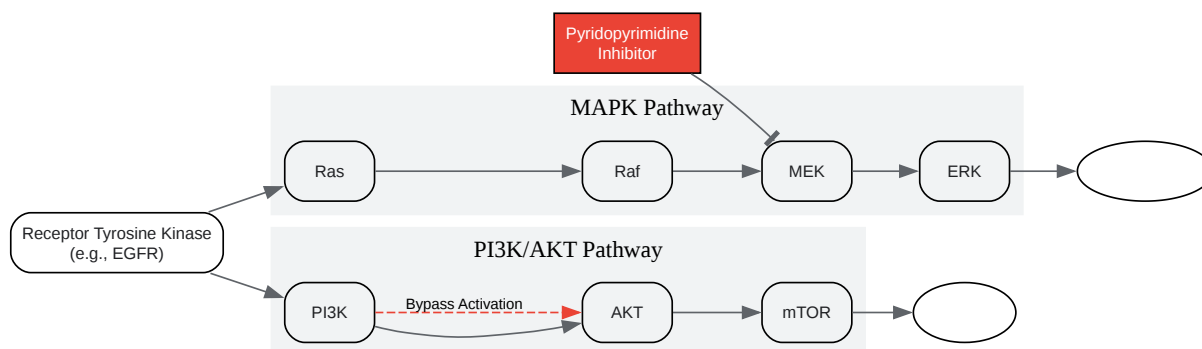 Pyridopyrimidine
Inhibitor
MAPK Pathway
Ras
Raf
MEK
ERK
Receptor Tyrosine Kinase
(e.g., EGFR)
PI3K/AKT Pathway
PI3K
Bypass Activation
AKT
mTOR